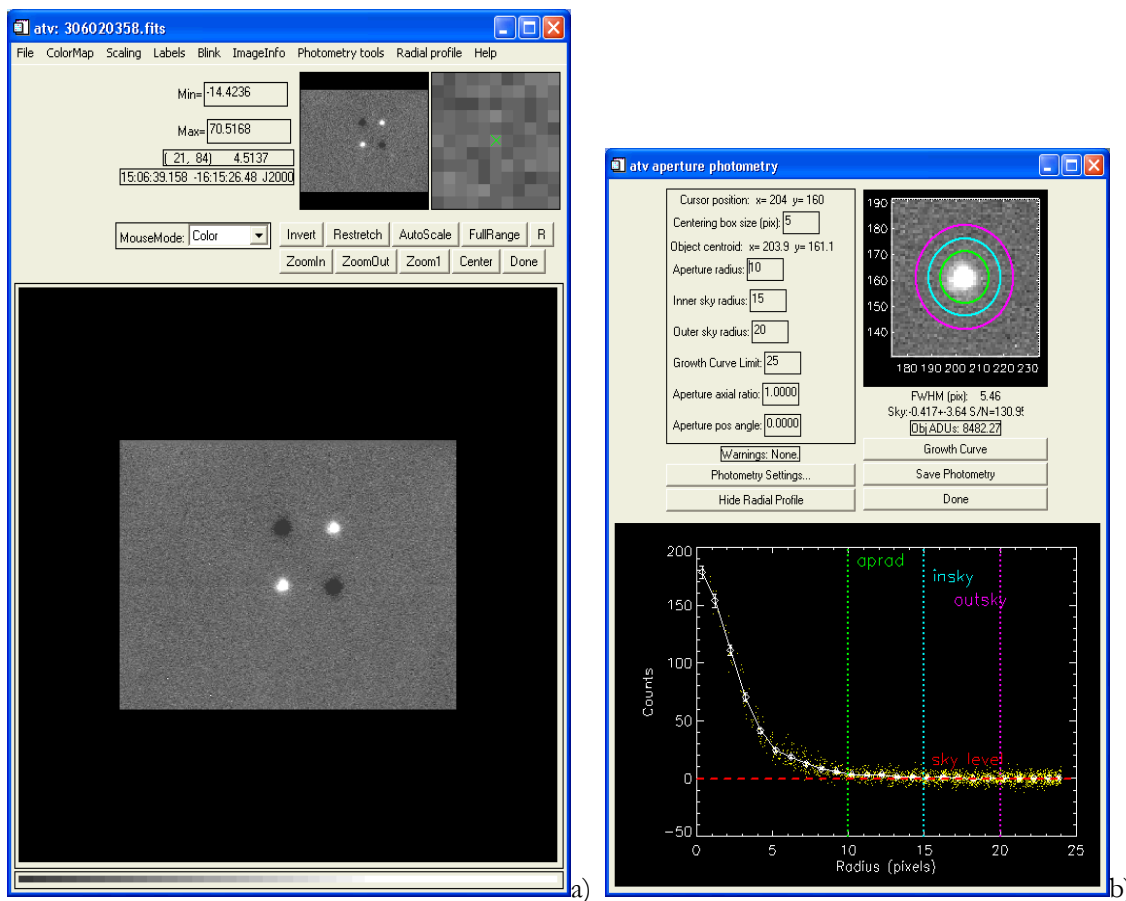 atv: 306020358.fits
File ColorMap Scaling Labels Blink ImageInfo Photometry tools Radial profile Help
Min= -14.4236
Max= 70.5168
( 21, 84) 4.5137
15:06:39.158 -16:15:26.48 J2000
MouseMode: Color
Invert Restretch AutoScale FullRange R
ZoomIn ZoomOut Zoom1 Center Done
a)
atv aperture photometry
Cursor position: x= 204 y= 160
Centering box size (pix): 5
Object centroid: x= 203.9 y= 161.1
Aperture radius: 10
Inner sky radius: 15
Outer sky radius: 20
Growth Curve Limit: 25
Aperture axial ratio: 1.0000
Aperture pos angle: 0.0000
Warnings: None.
Photometry Settings...
Hide Radial Profile
190
180
170
160
150
140
180 190 200 210 220 230
FWHM (pix): 5.46
Sky:-0.417+-3.64 S/N=130.95
Obj ADUs: 8482.27
Growth Curve
Save Photometry
Done
200
150
100
50
0
-50
Counts
aprad
insky
outsky
sky level
0 5 10 15 20 25
Radius (pixels)
b)